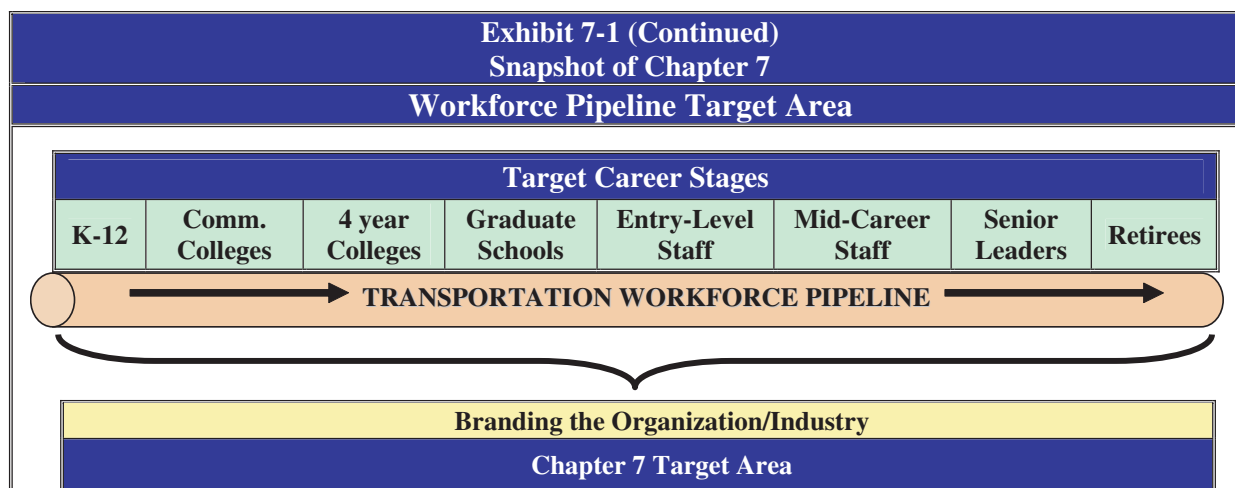 Exhibit 7-1 (Continued)
Snapshot of Chapter 7
Workforce Pipeline Target Area
Target Career Stages
K-12
Comm.
Colleges
4 year
Colleges
Graduate
Schools
Entry-Level
Staff
Mid-Career
Staff
Senior
Leaders
Retirees
TRANSPORTATION WORKFORCE PIPELINE
Branding the Organization/Industry
Chapter 7 Target Area